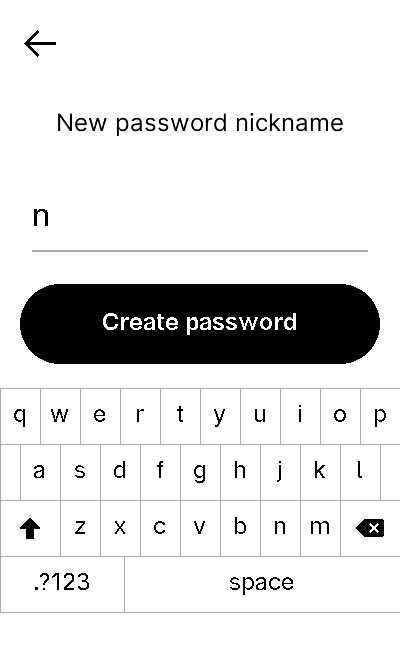 New password nickname
n
Create password
q w e r t y u i o p
a s d f g h j k l
z x c v b n m
.?123 space